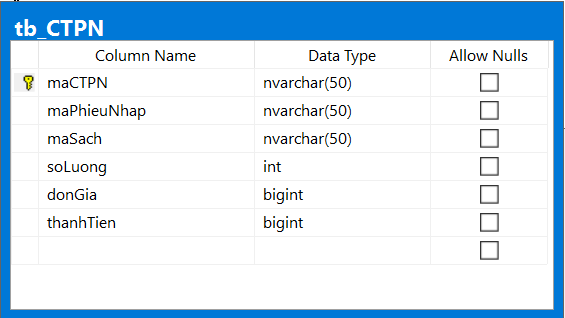 tb_CTPN
Column Name Data Type Allow Nulls
maCTPN nvarchar(50)
maPhieuNhap nvarchar(50)
maSach nvarchar(50)
soLuong int
donGia bigint
thanhTien bigint